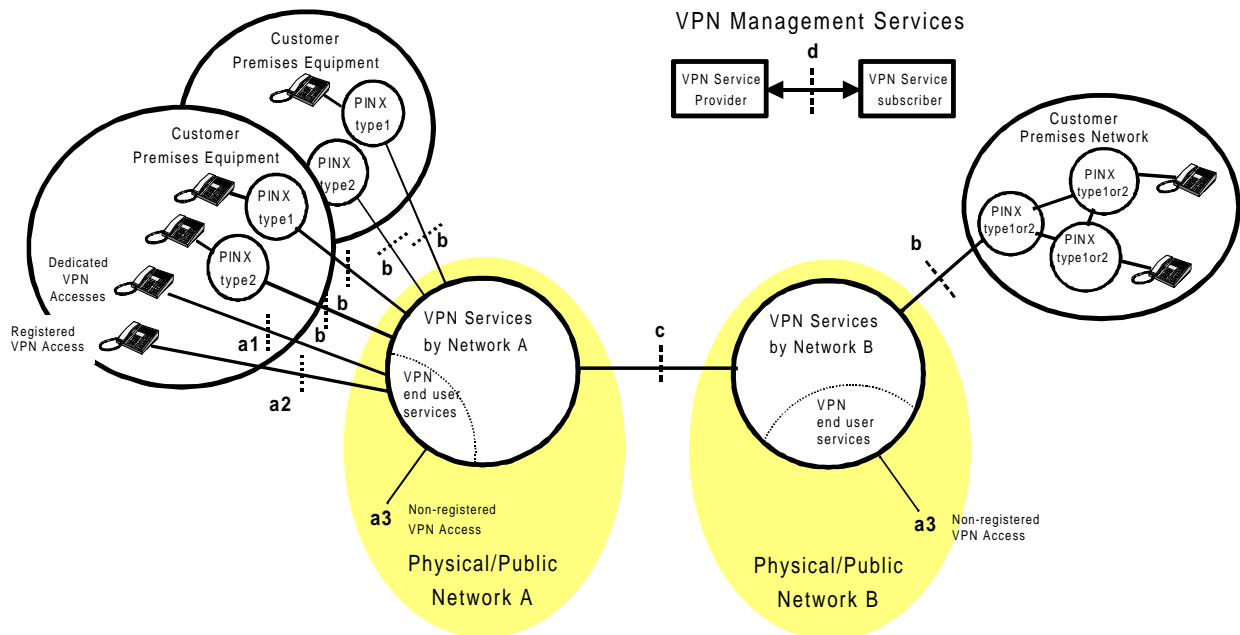 VPN Management Services
d
VPN Service
Provider
VPN Service
subscriber
Customer
Premises Equipment
PINX
type1
PINX
type2
Customer
Premises Equipment
PINX
type1
PINX
type2
Dedicated
VPN
Accesses
Registered
VPN Access
a1
a2
b
b
b
b
VPN Services
by Network A
VPN
end user
services
a3
Non-registered
VPN Access
Physical/Public
Network A
c
VPN Services
by Network B
VPN
end user
services
a3
Non-registered
VPN Access
Physical/Public
Network B
b
Customer
Premises Network
PINX
type1or2
PINX
type1or2
PINX
type1or2